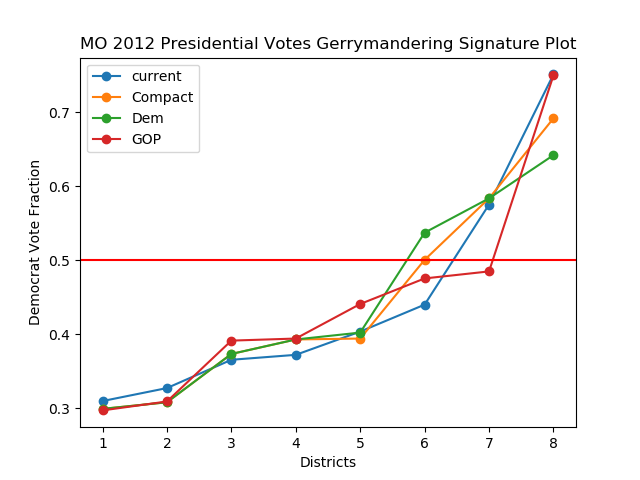 MO 2012 Presidential Votes Gerrymandering Signature Plot
current
Compact
Dem
GOP
Democrat Vote Fraction
0.7
0.6
0.5
0.4
0.3
1 2 3 4 5 6 7 8
Districts